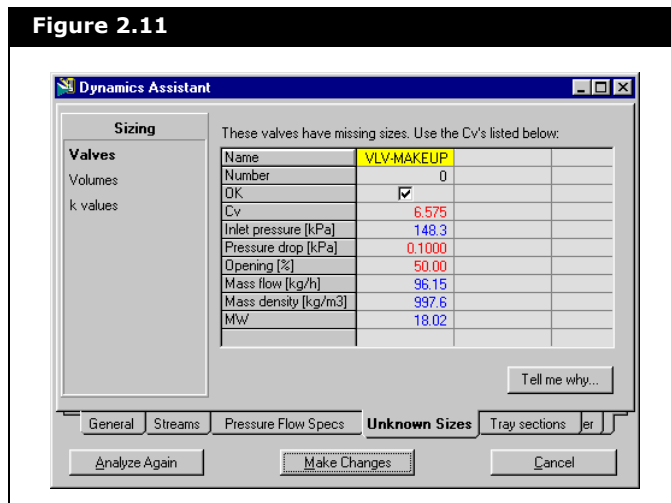 Figure 2.11
Dynamics Assistant
Sizing
Valves
Volumes
k values
These valves have missing sizes. Use the Cv's listed below:
Name VLV-MAKEUP
Number 0
OK
Cv 6.575
Inlet pressure [kPa] 148.3
Pressure drop [kPa] 0.1000
Opening [%] 50.00
Mass flow [kg/h] 96.15
Mass density [kg/m3] 997.6
MW 18.02
Tell me why...
General Streams Pressure Flow Specs Unknown Sizes Tray sections
Analyze Again Make Changes Cancel